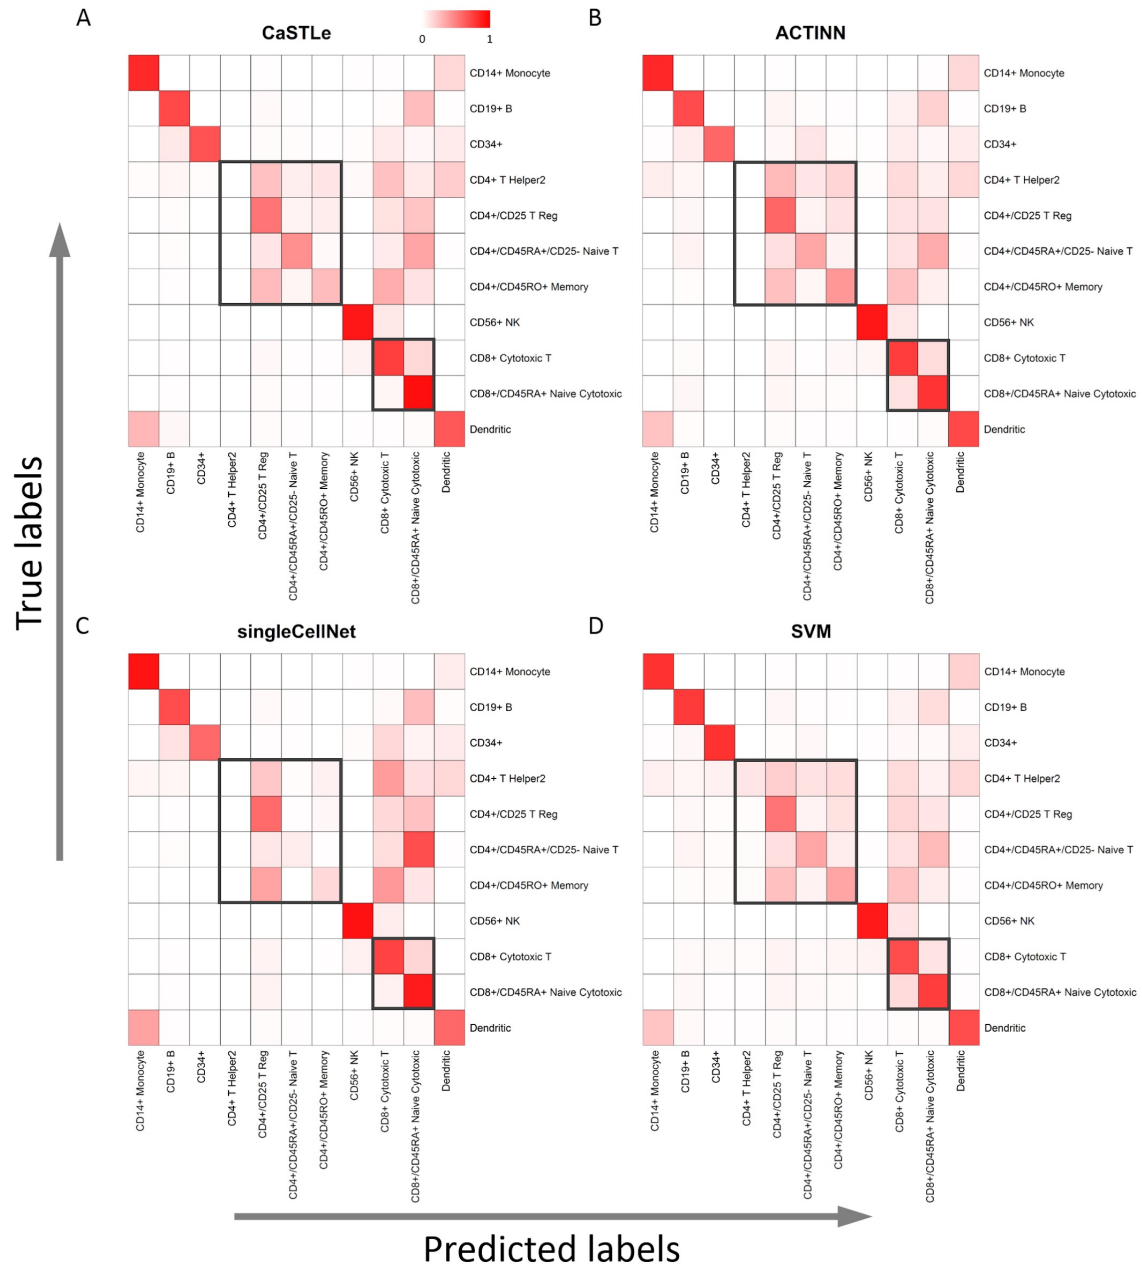 A
CaSTLe
0 1
B
ACTINN
CD14+ Monocyte
CD19+ B
CD34+
CD4+ T Helper2
CD4+/CD25 T Reg
CD4+/CD45RA+/CD25- Naive T
CD4+/CD45RO+ Memory
CD56+ NK
CD8+ Cytotoxic T
CD8+/CD45RA+ Naive Cytotoxic
Dendritic
CD14+ Monocyte
CD19+ B
CD34+
CD4+ T Helper2
CD4+/CD25 T Reg
CD4+/CD45RA+/CD25- Naive T
CD4+/CD45RO+ Memory
CD56+ NK
CD8+ Cytotoxic T
CD8+/CD45RA+ Naive Cytotoxic
Dendritic
CD14+ Monocyte
CD19+ B
CD34+
CD4+ T Helper2
CD4+/CD25 T Reg
CD4+/CD45RA+/CD25- Naive T
CD4+/CD45RO+ Memory
CD56+ NK
CD8+ Cytotoxic T
CD8+/CD45RA+ Naive Cytotoxic
Dendritic
CD14+ Monocyte
CD19+ B
CD34+
CD4+ T Helper2
CD4+/CD25 T Reg
CD4+/CD45RA+/CD25- Naive T
CD4+/CD45RO+ Memory
CD56+ NK
CD8+ Cytotoxic T
CD8+/CD45RA+ Naive Cytotoxic
Dendritic
True labels
C
singleCellNet
D
SVM
CD14+ Monocyte
CD19+ B
CD34+
CD4+ T Helper2
CD4+/CD25 T Reg
CD4+/CD45RA+/CD25- Naive T
CD4+/CD45RO+ Memory
CD56+ NK
CD8+ Cytotoxic T
CD8+/CD45RA+ Naive Cytotoxic
Dendritic
CD14+ Monocyte
CD19+ B
CD34+
CD4+ T Helper2
CD4+/CD25 T Reg
CD4+/CD45RA+/CD25- Naive T
CD4+/CD45RO+ Memory
CD56+ NK
CD8+ Cytotoxic T
CD8+/CD45RA+ Naive Cytotoxic
Dendritic
CD14+ Monocyte
CD19+ B
CD34+
CD4+ T Helper2
CD4+/CD25 T Reg
CD4+/CD45RA+/CD25- Naive T
CD4+/CD45RO+ Memory
CD56+ NK
CD8+ Cytotoxic T
CD8+/CD45RA+ Naive Cytotoxic
Dendritic
CD14+ Monocyte
CD19+ B
CD34+
CD4+ T Helper2
CD4+/CD25 T Reg
CD4+/CD45RA+/CD25- Naive T
CD4+/CD45RO+ Memory
CD56+ NK
CD8+ Cytotoxic T
CD8+/CD45RA+ Naive Cytotoxic
Dendritic
Predicted labels